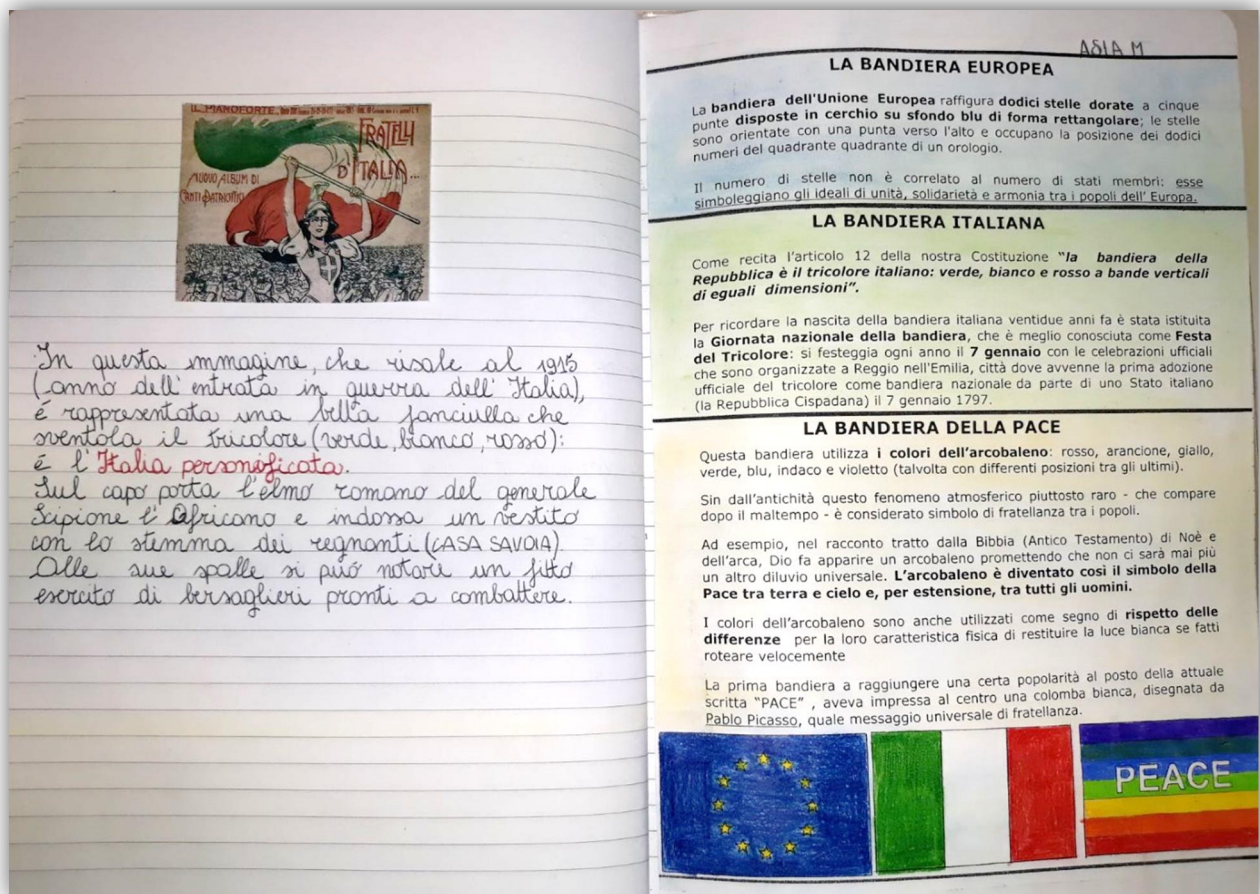 IL PIANOFORTE
FRATELLI
D'ITALIA...
NUOVO ALBUM DI
CANTI PATRIOTTICI
In questa immagine, che risale al 1915
(anno dell'entrata in guerra dell'Italia),
é rappresentata una bella fanciulla che
sventola il tricolore (verde, bianco, rosso):
é l'Italia personificata.
Sul capo porta l'elmo romano del generale
Scipione l'Africano e indossa un vestito
con lo stemma dei regnanti (CASA SAVOIA).
Alle sue spalle si può notare un fitto
esercito di bersaglieri pronti a combattere.
ASIA M
LA BANDIERA EUROPEA
La bandiera dell'Unione Europea raffigura dodici stelle dorate a cinque
punte disposte in cerchio su sfondo blu di forma rettangolare; le stelle
sono orientate con una punta verso l'alto e occupano la posizione dei dodici
numeri del quadrante quadrante di un orologio.
Il numero di stelle non è correlato al numero di stati membri: esse
simboleggiano gli ideali di unità, solidarietà e armonia tra i popoli dell' Europa.
LA BANDIERA ITALIANA
Come recita l'articolo 12 della nostra Costituzione "la bandiera della
Repubblica è il tricolore italiano: verde, bianco e rosso a bande verticali
di eguali dimensioni".
Per ricordare la nascita della bandiera italiana ventidue anni fa è stata istituita
la Giornata nazionale della bandiera, che è meglio conosciuta come Festa
del Tricolore: si festeggia ogni anno il 7 gennaio con le celebrazioni ufficiali
che sono organizzate a Reggio nell'Emilia, città dove avvenne la prima adozione
ufficiale del tricolore come bandiera nazionale da parte di uno Stato italiano
(la Repubblica Cispadana) il 7 gennaio 1797.
LA BANDIERA DELLA PACE
Questa bandiera utilizza i colori dell'arcobaleno: rosso, arancione, giallo,
verde, blu, indaco e violetto (talvolta con differenti posizioni tra gli ultimi).
Sin dall'antichità questo fenomeno atmosferico piuttosto raro - che compare
dopo il maltempo - è considerato simbolo di fratellanza tra i popoli.
Ad esempio, nel racconto tratto dalla Bibbia (Antico Testamento) di Noè e
dell'arca, Dio fa apparire un arcobaleno promettendo che non ci sarà mai più
un altro diluvio universale. L'arcobaleno è diventato così il simbolo della
Pace tra terra e cielo e, per estensione, tra tutti gli uomini.
I colori dell'arcobaleno sono anche utilizzati come segno di rispetto delle
differenze per la loro caratteristica fisica di restituire la luce bianca se fatti
roteare velocemente
La prima bandiera a raggiungere una certa popolarità al posto della attuale
scritta "PACE" , aveva impressa al centro una colomba bianca, disegnata da
Pablo Picasso, quale messaggio universale di fratellanza.
PEACE